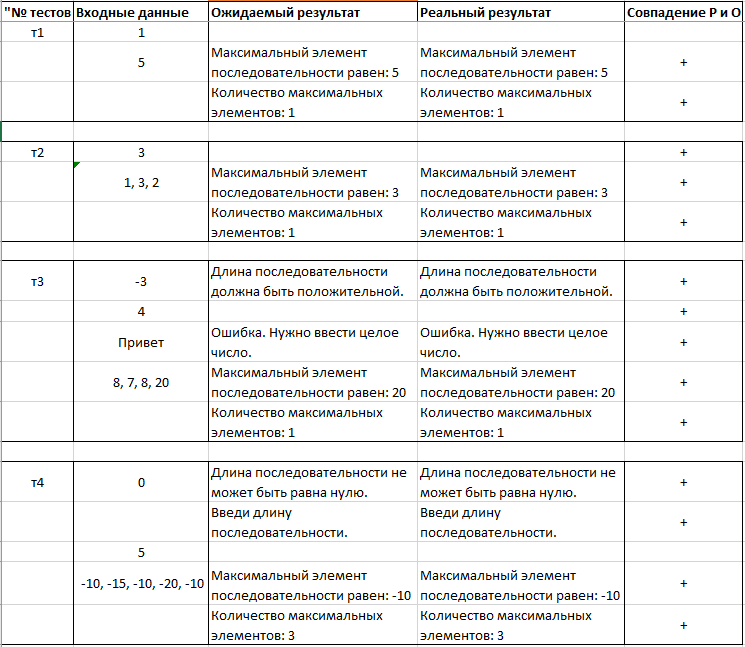 "№ тестов Входные данные Ожидаемый результат Реальный результат Совпадение Р и О
т1 1
5 Максимальный элемент последовательности равен: 5 Максимальный элемент последовательности равен: 5 +
Количество максимальных элементов: 1 Количество максимальных элементов: 1 +
т2 3 +
1, 3, 2 Максимальный элемент последовательности равен: 3 Максимальный элемент последовательности равен: 3 +
Количество максимальных элементов: 1 Количество максимальных элементов: 1 +
т3 -3 Длина последовательности должна быть положительной. Длина последовательности должна быть положительной. +
4 +
Привет Ошибка. Нужно ввести целое число. Ошибка. Нужно ввести целое число. +
8, 7, 8, 20 Максимальный элемент последовательности равен: 20 Максимальный элемент последовательности равен: 20 +
Количество максимальных элементов: 1 Количество максимальных элементов: 1 +
т4 0 Длина последовательности не может быть равна нулю. Длина последовательности не может быть равна нулю. +
Введи длину последовательности. Введи длину последовательности. +
5
-10, -15, -10, -20, -10 Максимальный элемент последовательности равен: -10 Максимальный элемент последовательности равен: -10 +
Количество максимальных элементов: 3 Количество максимальных элементов: 3 +